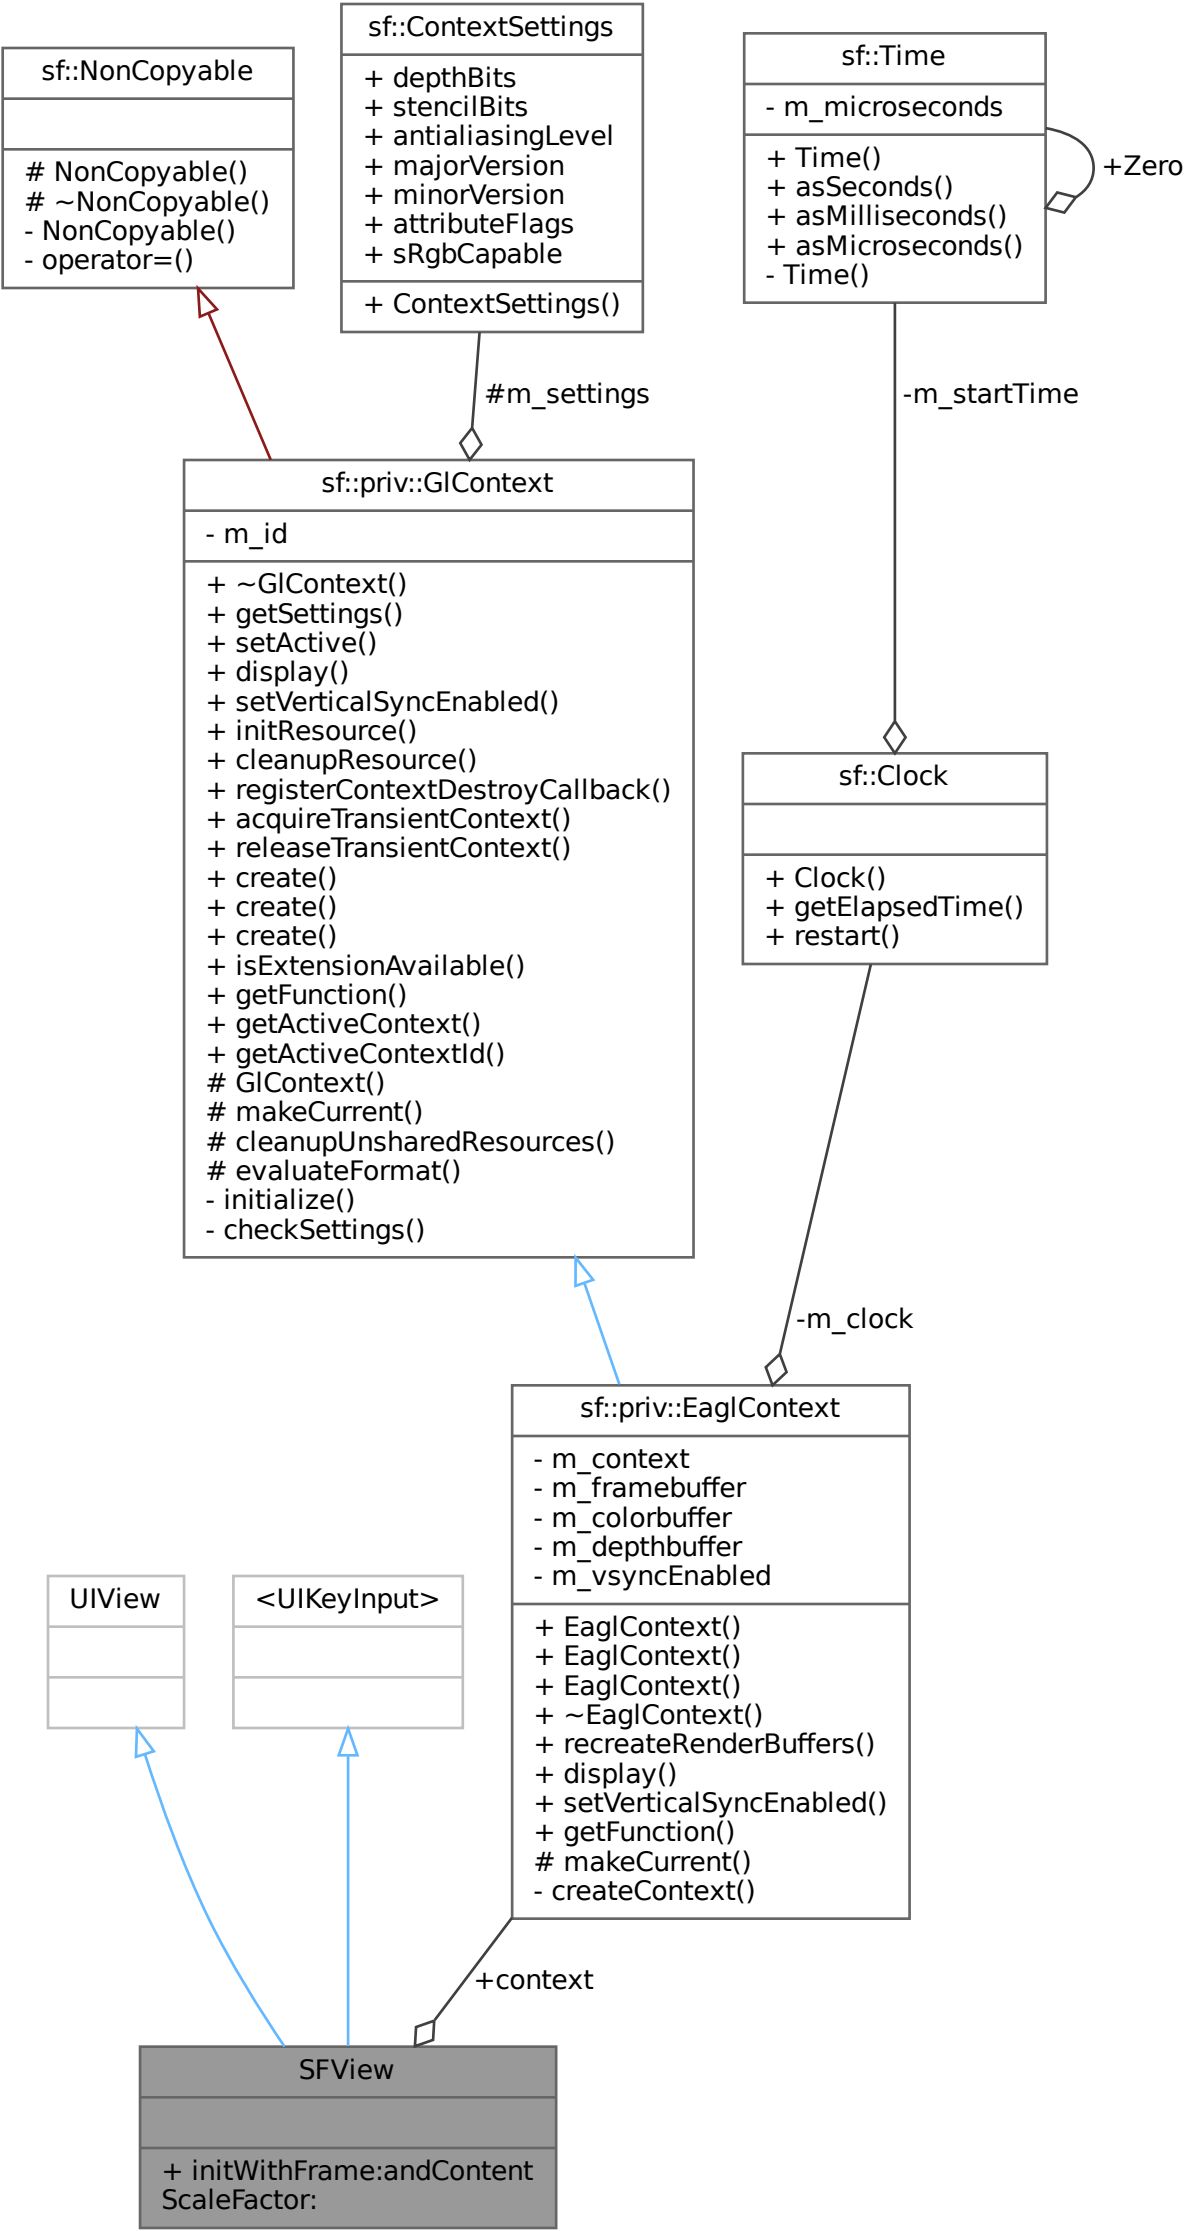 sf::NonCopyable
# NonCopyable()
# ~NonCopyable()
- NonCopyable()
- operator=()
sf::ContextSettings
+ depthBits
+ stencilBits
+ antialiasingLevel
+ majorVersion
+ minorVersion
+ attributeFlags
+ sRgbCapable
+ ContextSettings()
sf::Time
- m_microseconds
+ Time()
+ asSeconds()
+ asMilliseconds()
+ asMicroseconds()
- Time()
+Zero
#m_settings
-m_startTime
sf::priv::GlContext
- m_id
+ ~GlContext()
+ getSettings()
+ setActive()
+ display()
+ setVerticalSyncEnabled()
+ initResource()
+ cleanupResource()
+ registerContextDestroyCallback()
+ acquireTransientContext()
+ releaseTransientContext()
+ create()
+ create()
+ create()
+ isExtensionAvailable()
+ getFunction()
+ getActiveContext()
+ getActiveContextId()
# GlContext()
# makeCurrent()
# cleanupUnsharedResources()
# evaluateFormat()
- initialize()
- checkSettings()
sf::Clock
+ Clock()
+ getElapsedTime()
+ restart()
-m_clock
sf::priv::EaglContext
- m_context
- m_framebuffer
- m_colorbuffer
- m_depthbuffer
- m_vsyncEnabled
+ EaglContext()
+ EaglContext()
+ EaglContext()
+ ~EaglContext()
+ recreateRenderBuffers()
+ display()
+ setVerticalSyncEnabled()
+ getFunction()
# makeCurrent()
- createContext()
UIView
<UIKeyInput>
+context
SFView
+ initWithFrame:andContent
ScaleFactor: